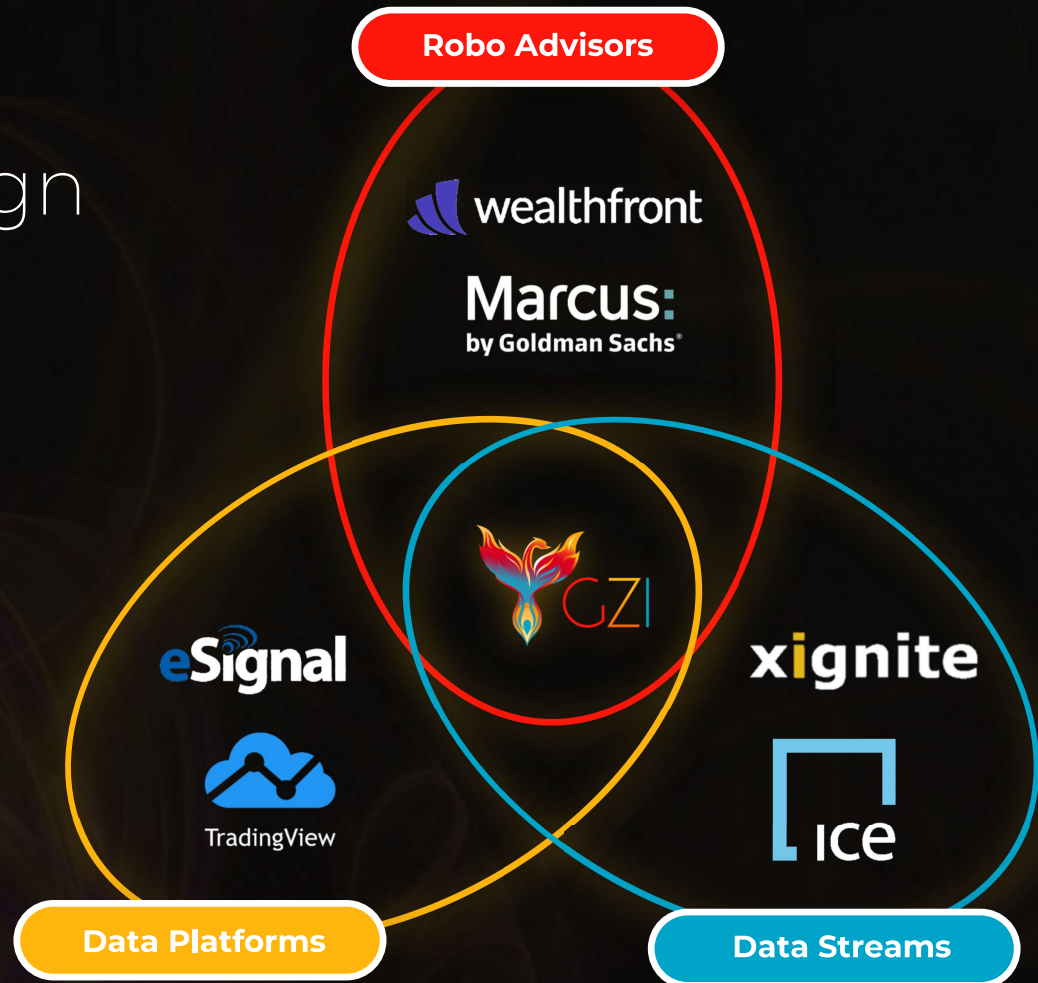 Robo Advisors
gn
wealthfront
Marcus:
by Goldman Sachs®
GZI
eSignal
xignite
TradingView
ice
Data Platforms
Data Streams